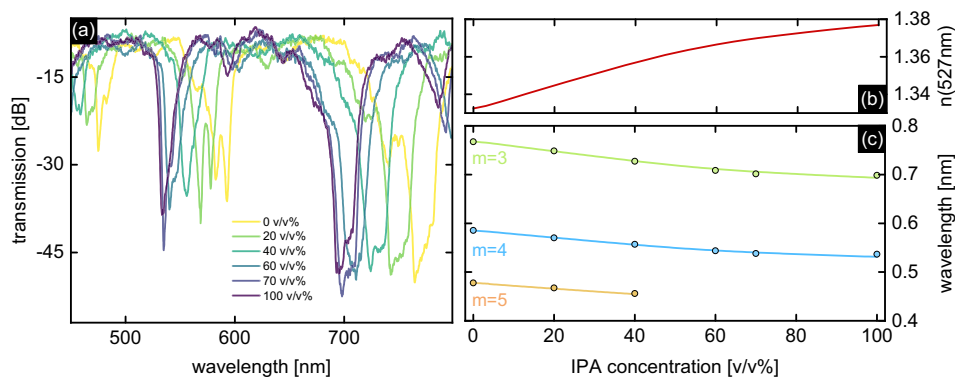 (a)
-15
-30
-45
transmission [dB]
0 v/v%
20 v/v%
40 v/v%
60 v/v%
70 v/v%
100 v/v%
500
600
700
wavelength [nm]
(b)
1.38
1.36
1.34
n(527nm)
(c)
m=3
m=4
m=5
0.8
0.7
0.6
0.5
0.4
wavelength [nm]
0
20
40
60
80
100
IPA concentration [v/v%]